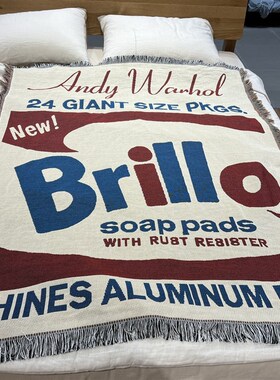 Andy Warhol
24 GIANT SIZE PKGS.
New!
Brillo
soap pads
WITH RUST RESISTER
HINES ALUMINUM